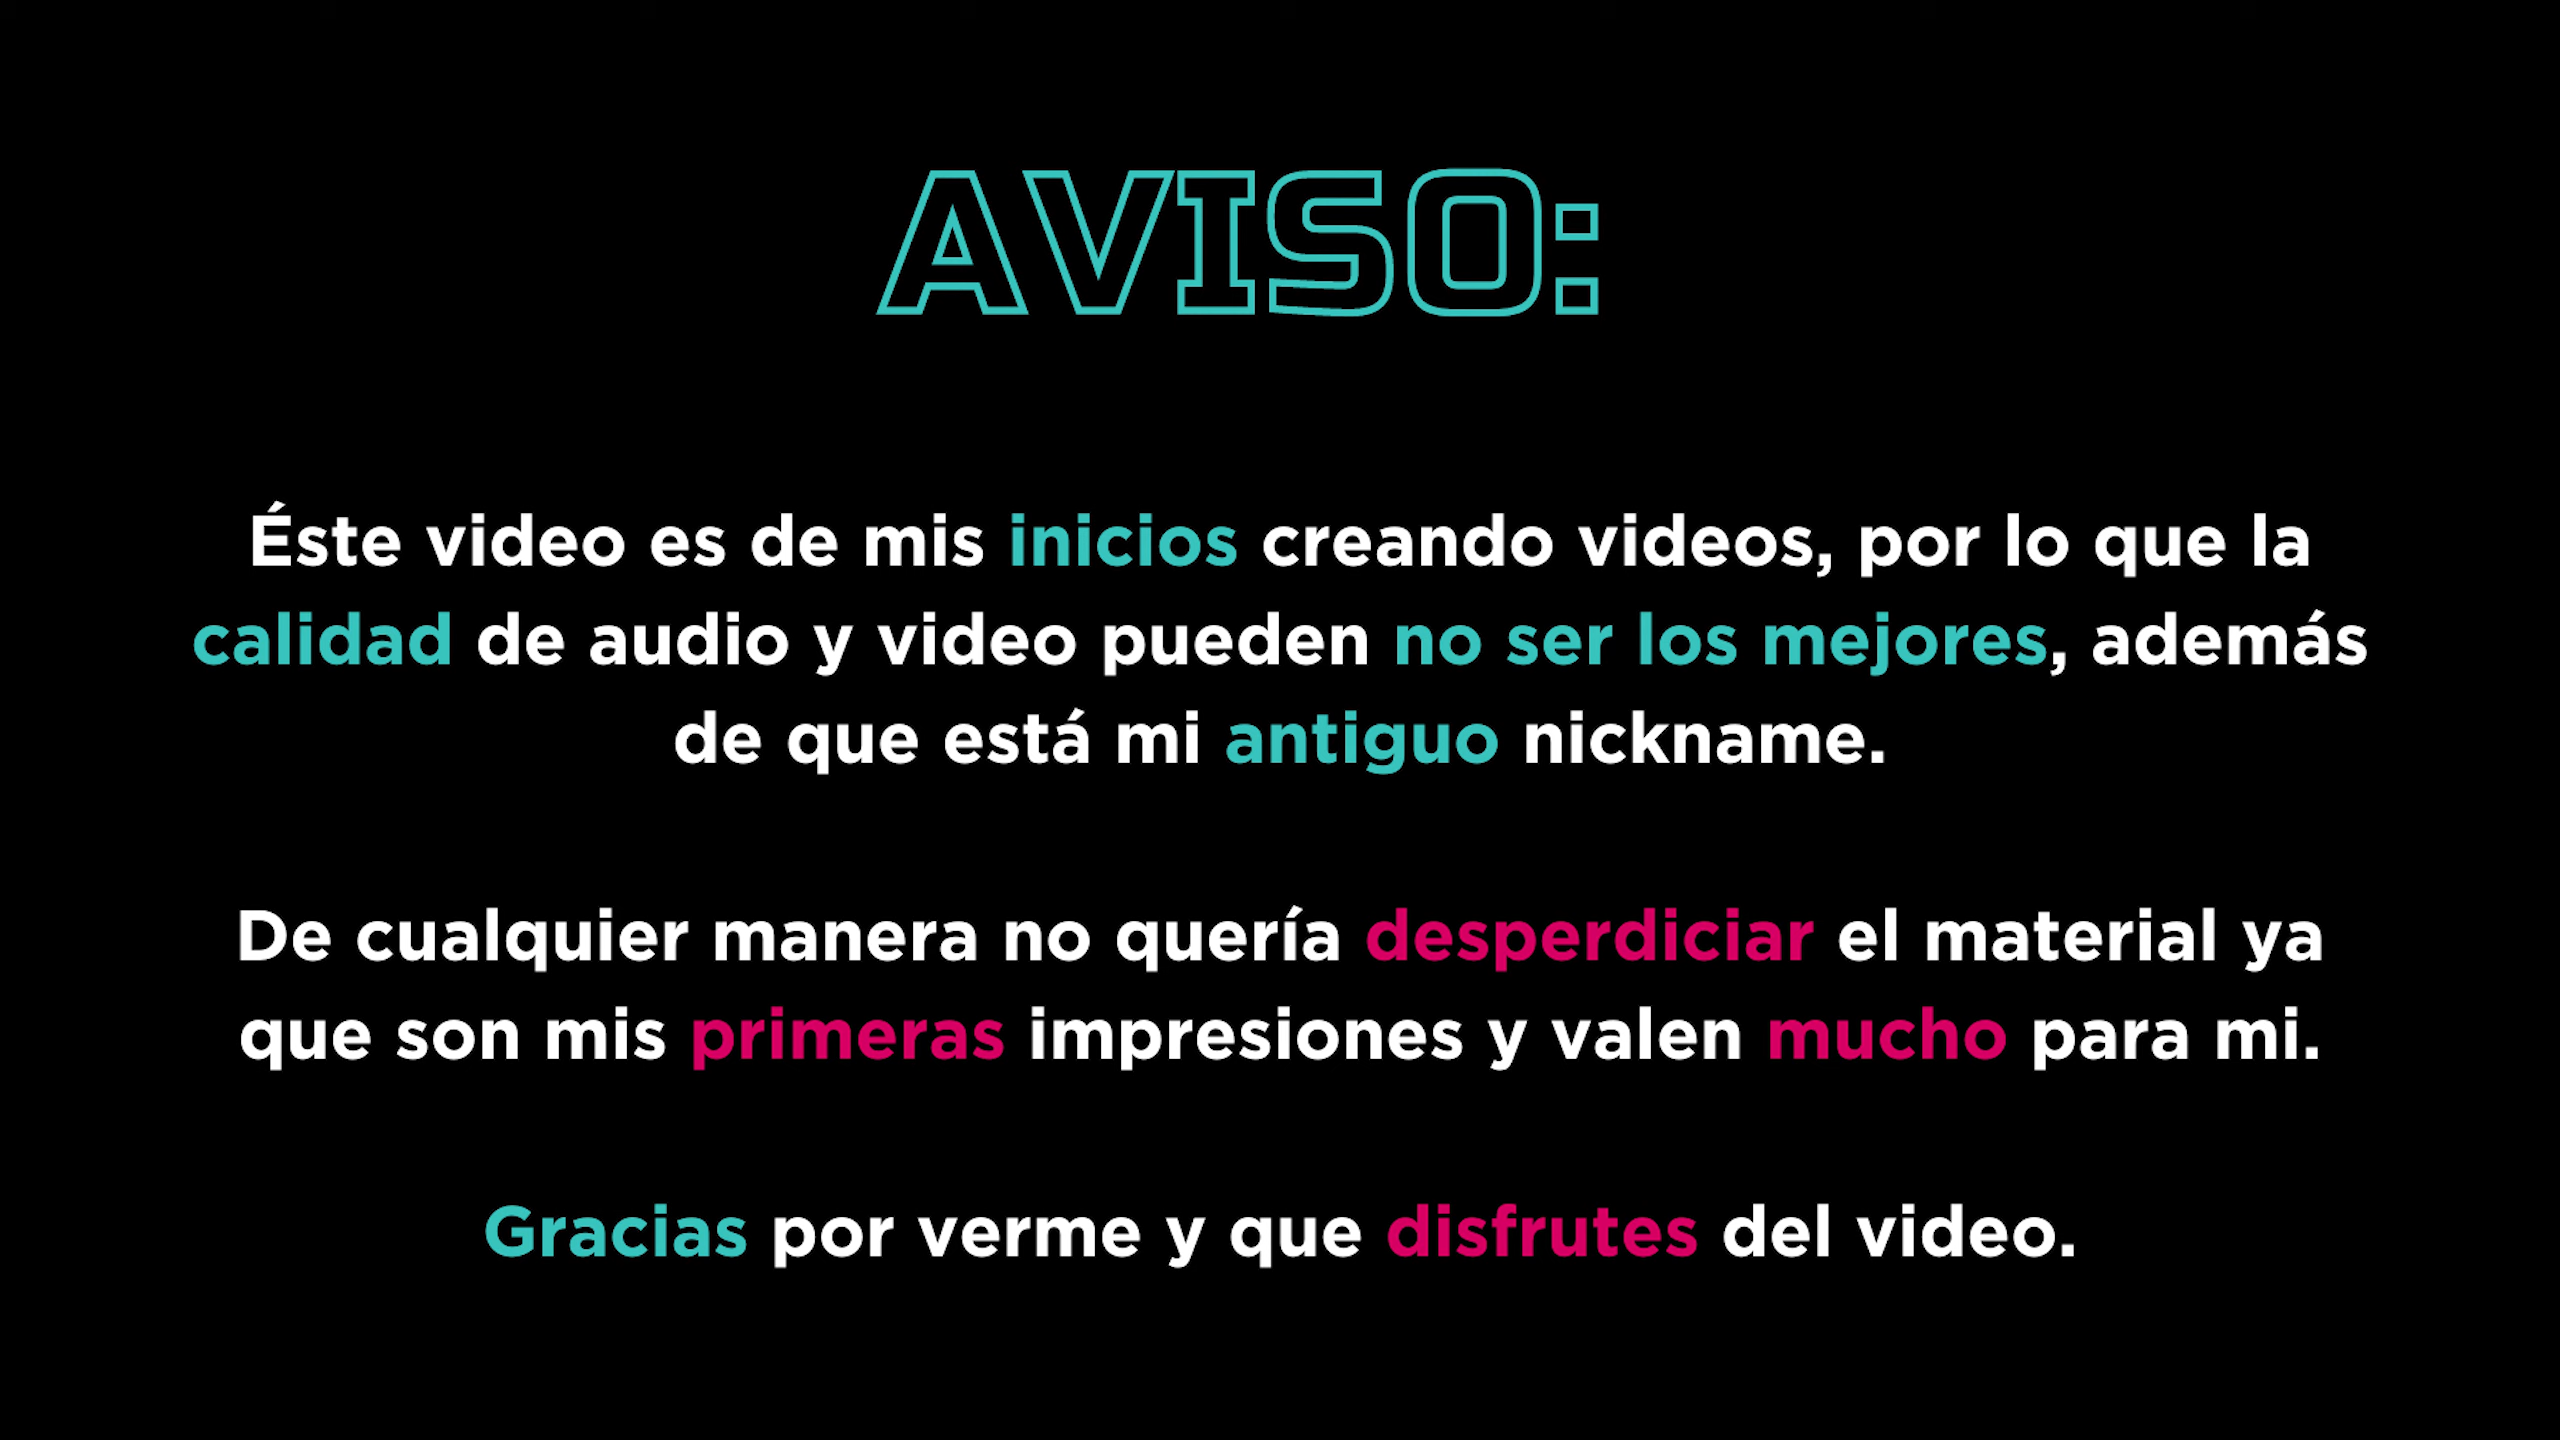 AVISO:
Éste video es de mis inicios creando videos, por lo que la
calidad de audio y video pueden no ser los mejores, además
de que está mi antiguo nickname.
De cualquier manera no quería desperdiciar el material ya
que son mis primeras impresiones y valen mucho para mi.
Gracias por verme y que disfrutes del video.